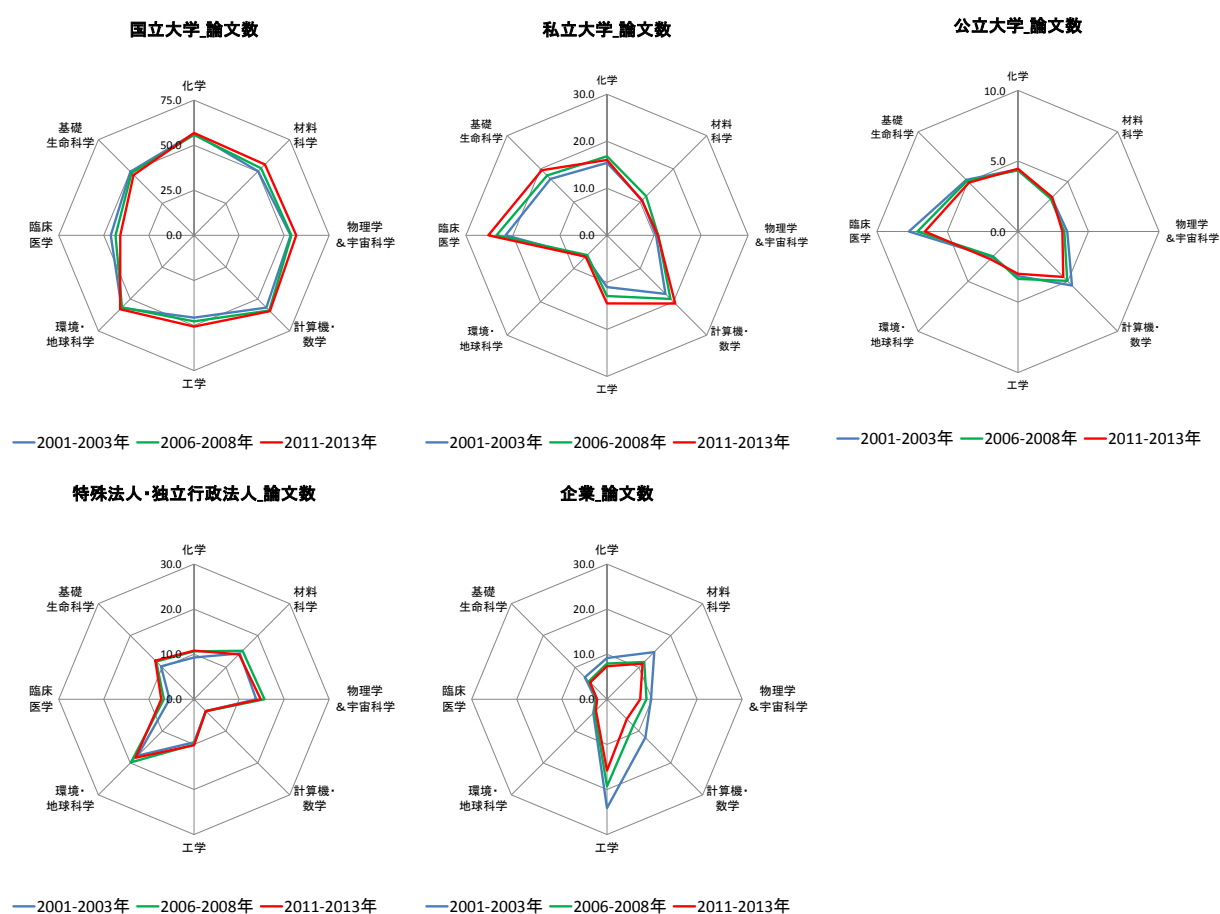 国立大学_論文数
化学
75.0
50.0
25.0
0.0
材料
科学
物理学
&宇宙科学
計算機・
数学
工学
環境・
地球科学
臨床
医学
基礎
生命科学
2001-2003年 2006-2008年 2011-2013年
私立大学_論文数
化学
30.0
20.0
10.0
0.0
材料
科学
物理学
&宇宙科学
計算機・
数学
工学
環境・
地球科学
臨床
医学
基礎
生命科学
2001-2003年 2006-2008年 2011-2013年
公立大学_論文数
化学
10.0
5.0
0.0
材料
科学
物理学
&宇宙科学
計算機・
数学
工学
環境・
地球科学
臨床
医学
基礎
生命科学
2001-2003年 2006-2008年 2011-2013年
特殊法人・独立行政法人_論文数
化学
30.0
20.0
10.0
0.0
材料
科学
物理学
&宇宙科学
計算機・
数学
工学
環境・
地球科学
臨床
医学
基礎
生命科学
2001-2003年 2006-2008年 2011-2013年
企業_論文数
化学
30.0
20.0
10.0
0.0
材料
科学
物理学
&宇宙科学
計算機・
数学
工学
環境・
地球科学
臨床
医学
基礎
生命科学
2001-2003年 2006-2008年 2011-2013年